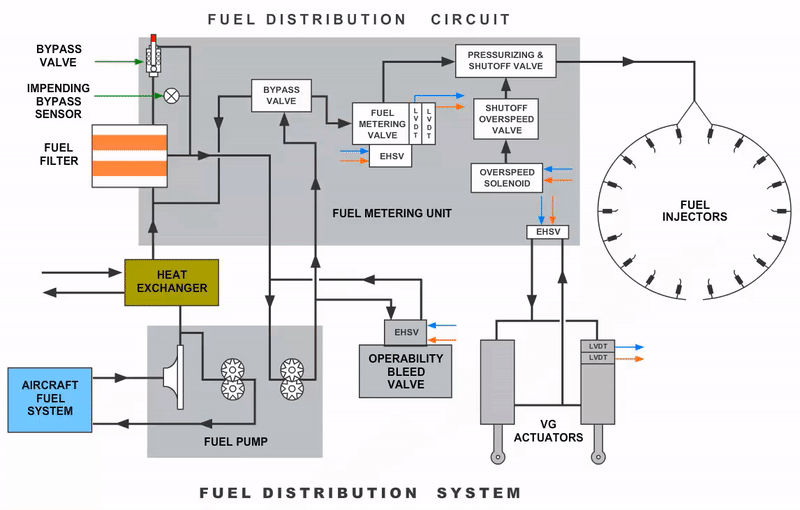 FUEL DISTRIBUTION CIRCUIT
BYPASS
VALVE
IMPENDING
BYPASS
SENSOR
FUEL
FILTER
BYPASS
VALVE
FUEL
METERING
VALVE
LVDT
LVDT
EHSV
PRESSURIZING &
SHUTOFF VALVE
SHUTOFF
OVERSPEED
VALVE
OVERSPEED
SOLENOID
FUEL METERING UNIT
EHSV
FUEL
INJECTORS
HEAT
EXCHANGER
EHSV
OPERABILITY
BLEED
VALVE
AIRCRAFT
FUEL
SYSTEM
FUEL PUMP
LVDT
LVDT
VG
ACTUATORS
FUEL DISTRIBUTION SYSTEM